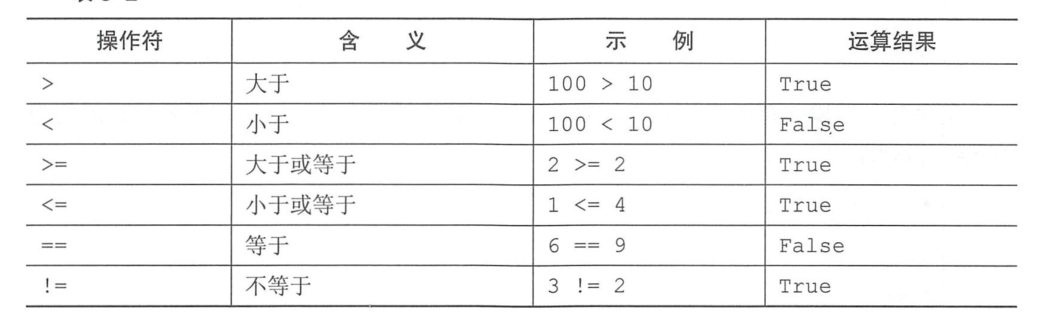 操作符 含 义 示 例 运算结果
> 大于 100 > 10 True
< 小于 100 < 10 False
>= 大于或等于 2 >= 2 True
<= 小于或等于 1 <= 4 True
== 等于 6 == 9 False
!= 不等于 3 != 2 True